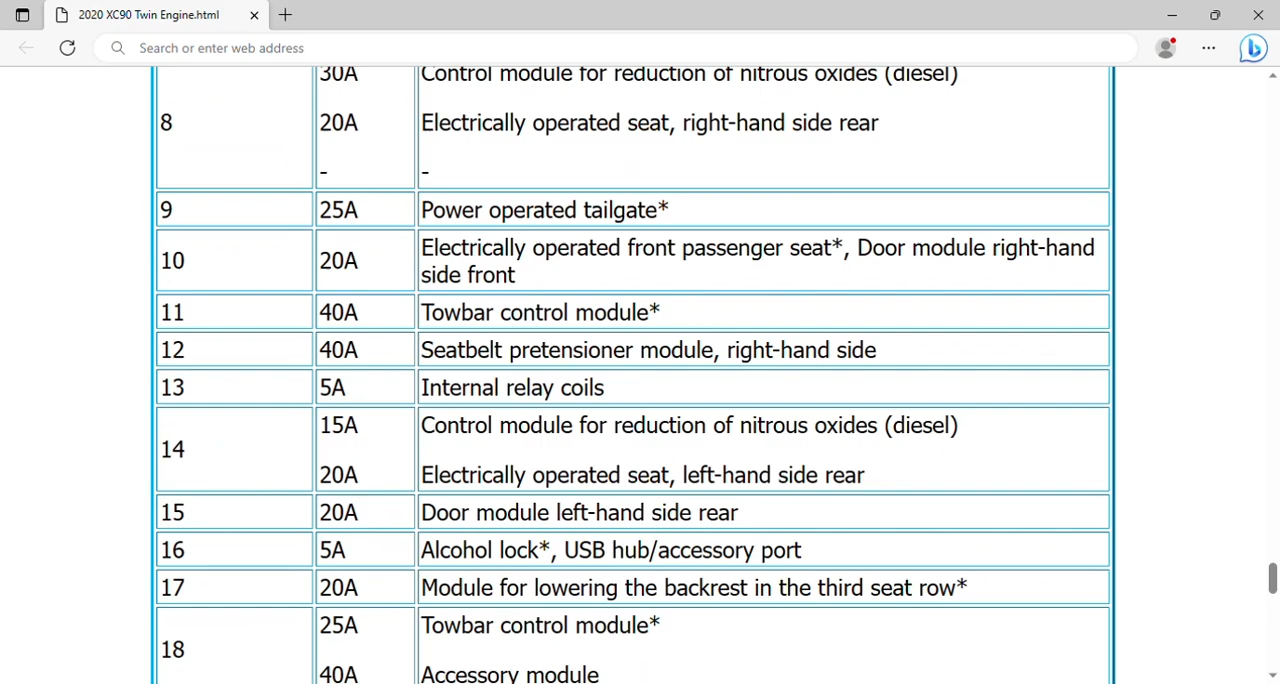 2020 XC90 Twin Engine.html
Search or enter web address
30A Control module for reduction of nitrous oxides (diesel)
8 20A Electrically operated seat, right-hand side rear
- -
9 25A Power operated tailgate*
10 20A Electrically operated front passenger seat*, Door module right-hand
side front
11 40A Towbar control module*
12 40A Seatbelt pretensioner module, right-hand side
13 5A Internal relay coils
15A Control module for reduction of nitrous oxides (diesel)
14
20A Electrically operated seat, left-hand side rear
15 20A Door module left-hand side rear
16 5A Alcohol lock*, USB hub/accessory port
17 20A Module for lowering the backrest in the third seat row*
25A Towbar control module*
18
40A Accessory module